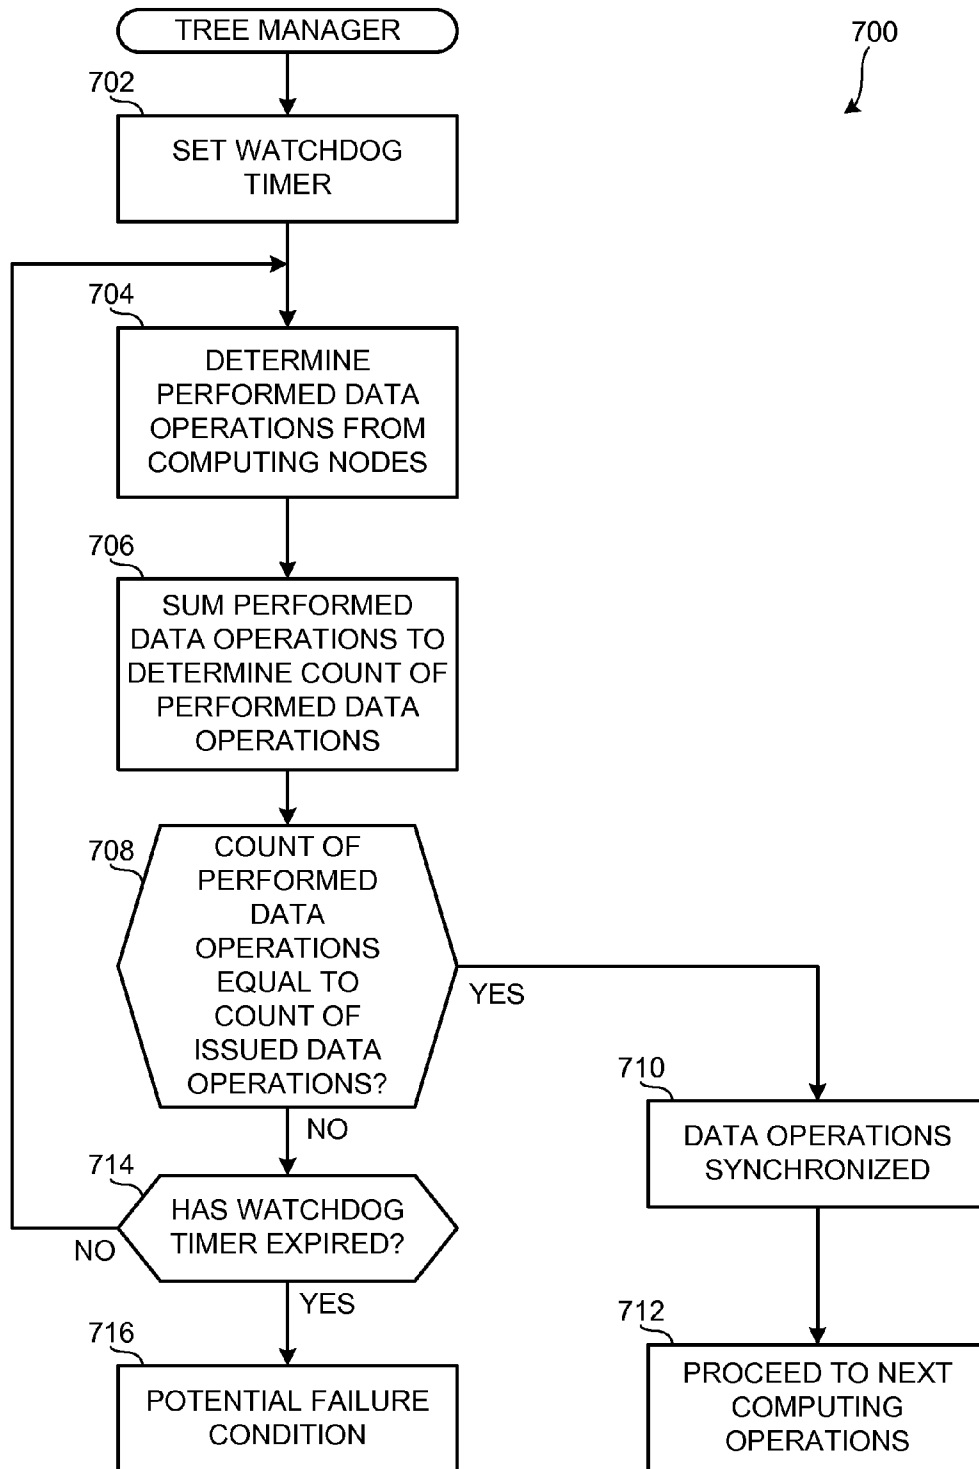 TREE MANAGER
700
702
SET WATCHDOG
TIMER
704
DETERMINE
PERFORMED DATA
OPERATIONS FROM
COMPUTING NODES
706
SUM PERFORMED
DATA OPERATIONS TO
DETERMINE COUNT OF
PERFORMED DATA
OPERATIONS
708
COUNT OF
PERFORMED
DATA
OPERATIONS
EQUAL TO
COUNT OF
ISSUED DATA
OPERATIONS?
YES
NO
710
DATA OPERATIONS
SYNCHRONIZED
714
HAS WATCHDOG
TIMER EXPIRED?
NO
YES
712
PROCEED TO NEXT
COMPUTING
OPERATIONS
716
POTENTIAL FAILURE
CONDITION